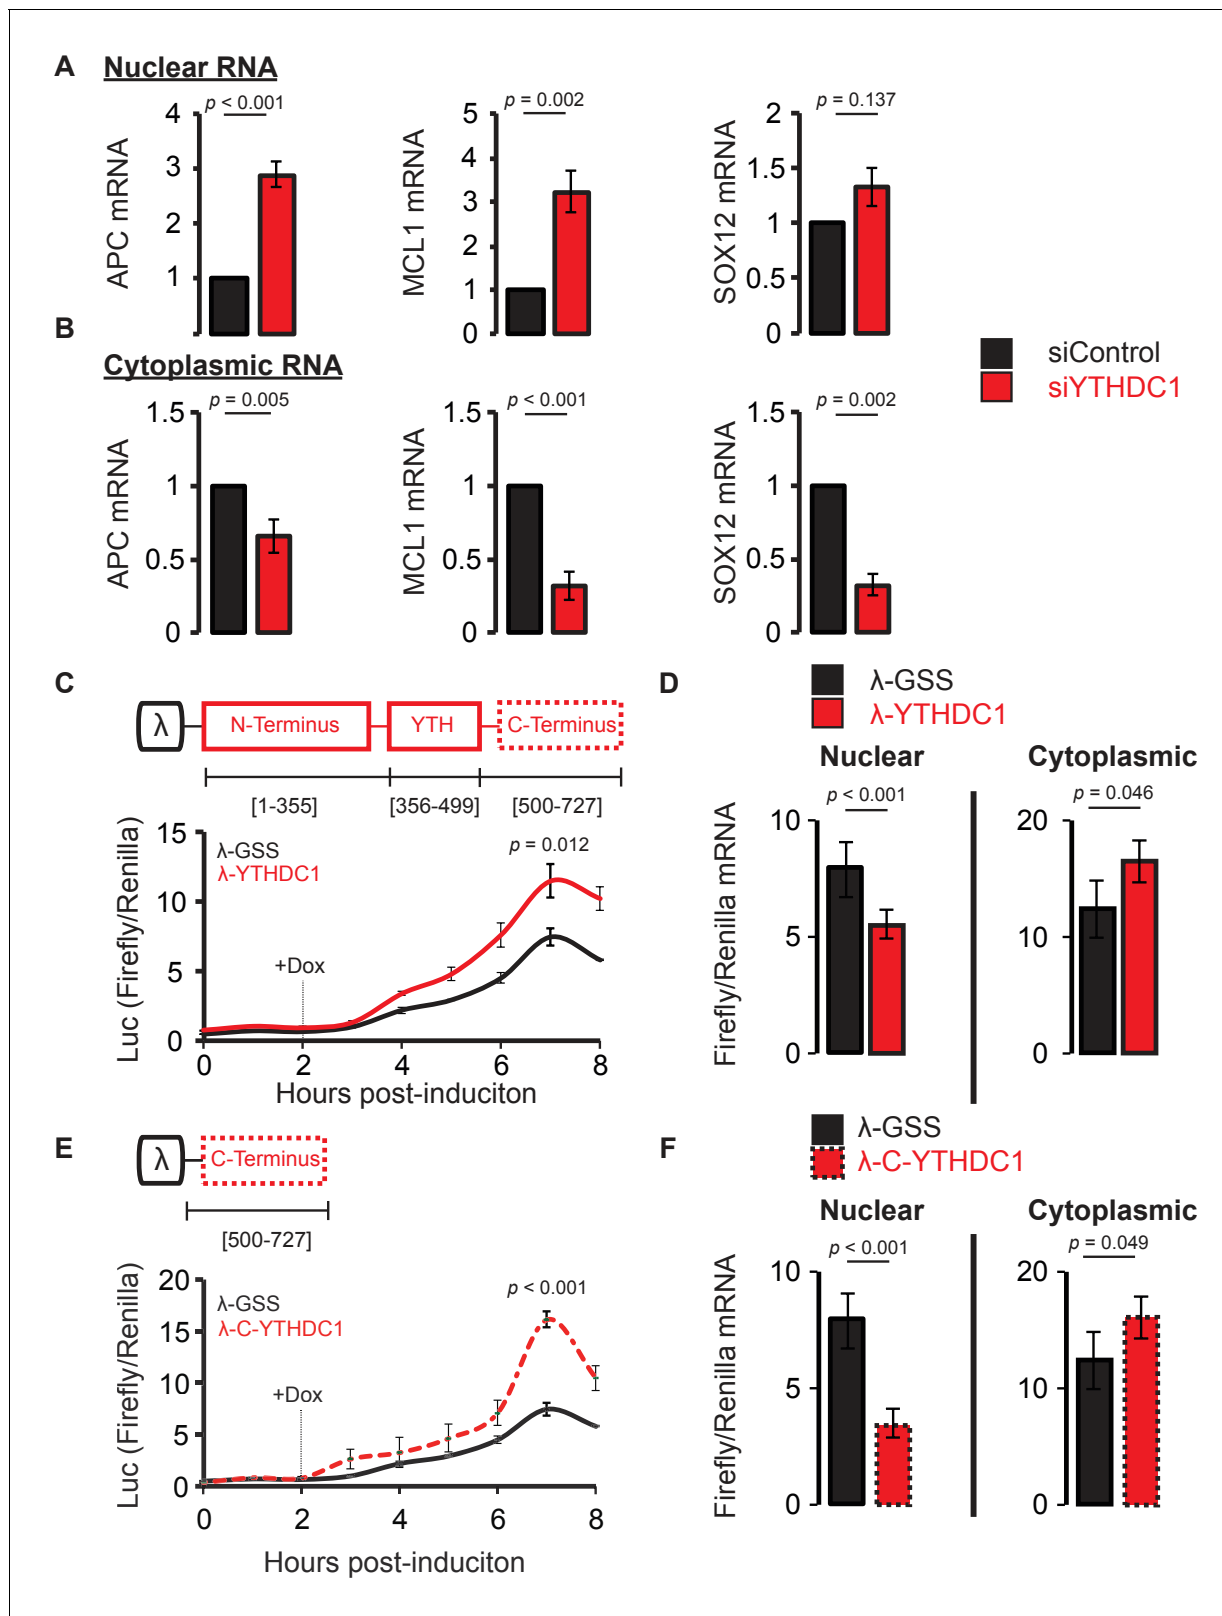 A Nuclear RNA
p < 0.001
APC mRNA
4
3
2
1
p = 0.002
MCL1 mRNA
5
4
3
2
1
0
p = 0.137
SOX12 mRNA
2
1.5
1
0.5
0
siControl
siYTHDC1
B
Cytoplasmic RNA
p = 0.005
APC mRNA
1.5
1
0.5
0
p < 0.001
MCL1 mRNA
1.5
1
0.5
0
p = 0.002
SOX12 mRNA
1.5
1
0.5
0
C
λ N-Terminus YTH C-Terminus
[1-355] [356-499] [500-727]
Luc (Firefly/Renilla)
15
10
5
0
λ-GSS
λ-YTHDC1
p = 0.012
+Dox
0 2 4 6 8
Hours post-induciton
D
λ-GSS
λ-YTHDC1
Nuclear Cytoplasmic
p < 0.001
p = 0.046
Firefly/Renilla mRNA
10
5
0
20
10
0
E
λ C-Terminus
[500-727]
Luc (Firefly/Renilla)
20
15
10
5
0
λ-GSS
λ-C-YTHDC1
p < 0.001
+Dox
0 2 4 6 8
Hours post-induciton
F
λ-GSS
λ-C-YTHDC1
Nuclear Cytoplasmic
p < 0.001
p = 0.049
Firefly/Renilla mRNA
10
5
0
20
10
0